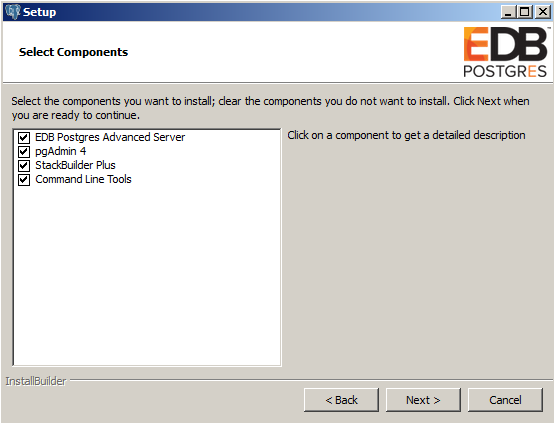 Setup
Select Components
EDB™
POSTGRES
Select the components you want to install; clear the components you do not want to install. Click Next when
you are ready to continue.
EDB Postgres Advanced Server
pgAdmin 4
StackBuilder Plus
Command Line Tools
Click on a component to get a detailed description
InstallBuilder
< Back
Next >
Cancel